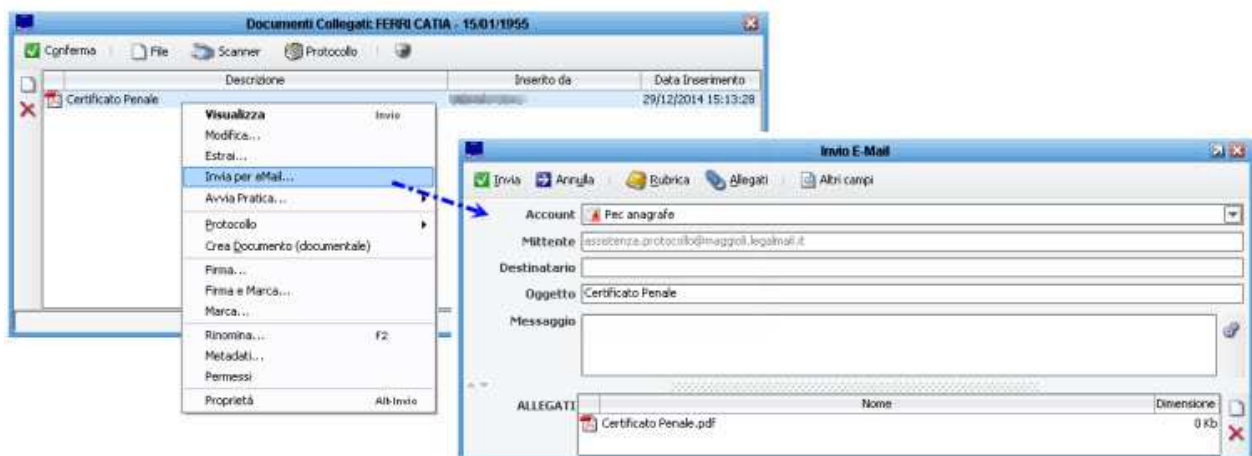 Documenti Collegati: FERRI CATIA - 15/01/1955
Conferma File Scanner Protocollo
Descrizione Inserito da Data Inserimento
Certificato Penale 29/12/2014 15:13:28
Visualizza Invio
Modifica...
Estrai...
Invia per eMail...
Avvia Pratica...
Protocollo
Crea Documento (documentale)
Firma...
Firma e Marca...
Marca...
Rinomina... F2
Metadati...
Permessi
Proprietà Alt-Invio
Invio E-Mail
Invia Annulla Rubrica Allegati Altri campi
Account Pec anagrafe
Mittente assistenza.protocollo@maggioli.legalmail.it
Destinatario
Oggetto Certificato Penale
Messaggio
ALLEGATI Nome Dimensione
Certificato Penale.pdf 0 Kb